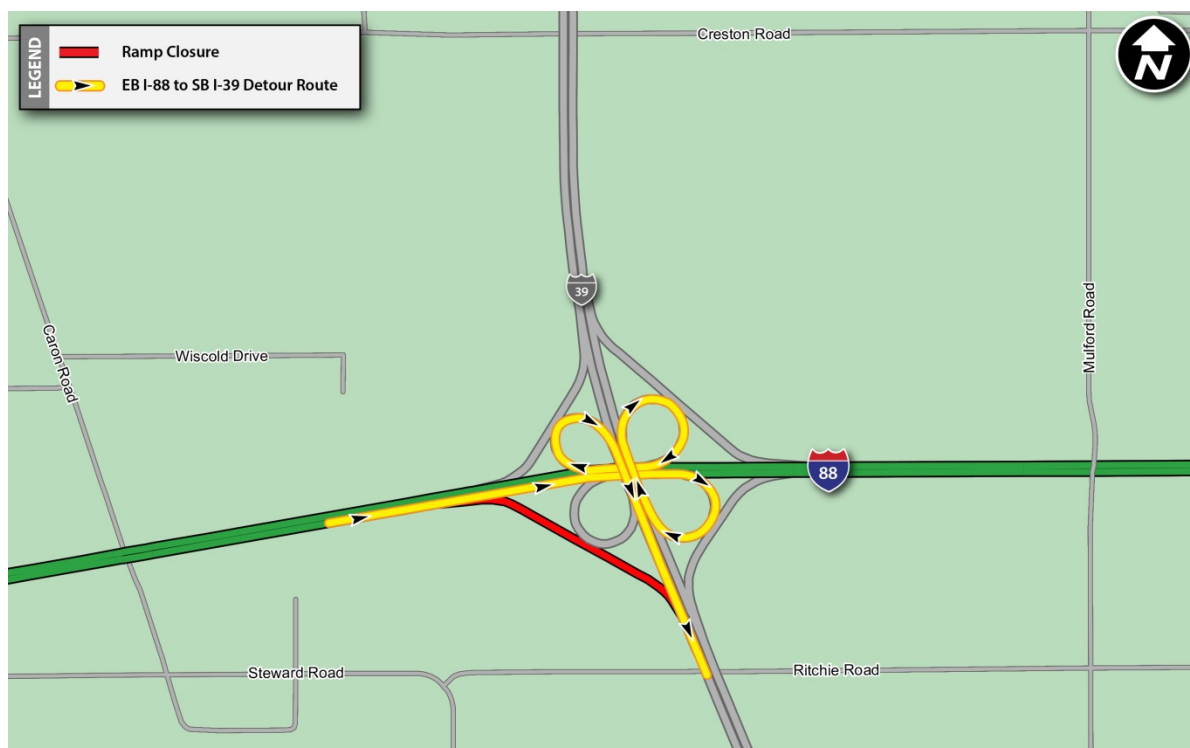 LEGEND
Ramp Closure
EB I-88 to SB I-39 Detour Route
Creston Road
N
39
Caron Road
Wiscold Drive
Mulford Road
88
Steward Road
Ritchie Road